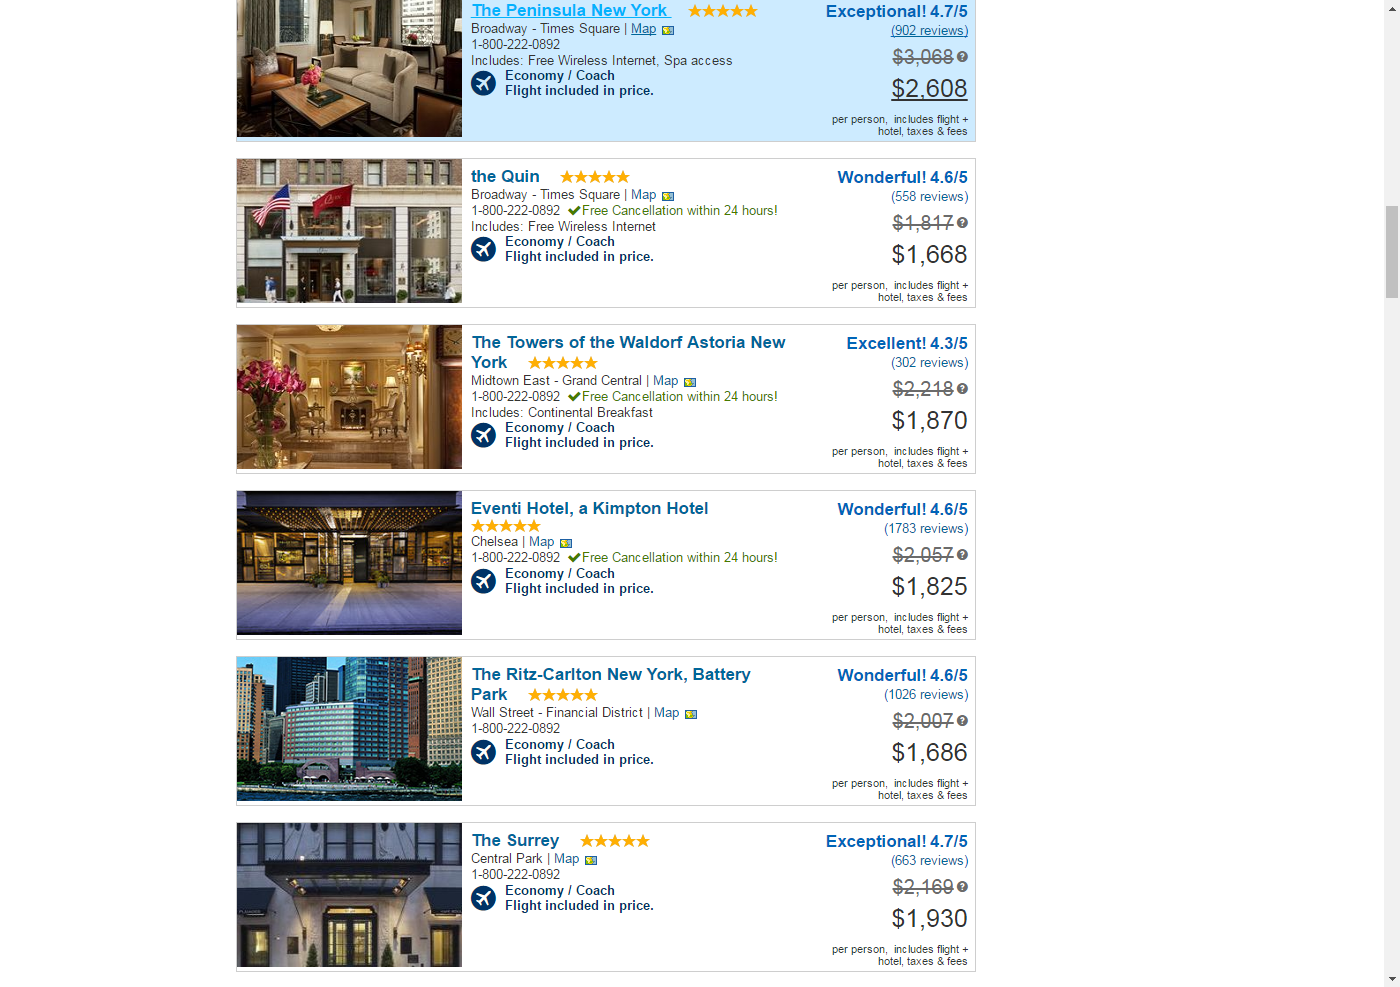 The Peninsula New York
Exceptional! 4.7/5
Broadway - Times Square | Map
(902 reviews)
1-800-222-0892
$3,068
Includes: Free Wireless Internet, Spa access
Economy / Coach
Flight included in price.
$2,608
per person, includes flight +
hotel, taxes & fees
the Quin
Wonderful! 4.6/5
Broadway - Times Square | Map
(558 reviews)
1-800-222-0892 Free Cancellation within 24 hours!
$1,817
Includes: Free Wireless Internet
Economy / Coach
Flight included in price.
$1,668
per person, includes flight +
hotel, taxes & fees
The Towers of the Waldorf Astoria New
York
Excellent! 4.3/5
(302 reviews)
Midtown East - Grand Central | Map
1-800-222-0892 Free Cancellation within 24 hours!
$2,218
Includes: Continental Breakfast
Economy / Coach
Flight included in price.
$1,870
per person, includes flight +
hotel, taxes & fees
Eventi Hotel, a Kimpton Hotel
Wonderful! 4.6/5
(1783 reviews)
Chelsea | Map
1-800-222-0892 Free Cancellation within 24 hours!
$2,057
Economy / Coach
Flight included in price.
$1,825
per person, includes flight +
hotel, taxes & fees
The Ritz-Carlton New York, Battery
Park
Wonderful! 4.6/5
(1026 reviews)
Wall Street - Financial District | Map
1-800-222-0892
$2,007
Economy / Coach
Flight included in price.
$1,686
per person, includes flight +
hotel, taxes & fees
The Surrey
Exceptional! 4.7/5
Central Park | Map
(663 reviews)
1-800-222-0892
$2,169
Economy / Coach
Flight included in price.
$1,930
per person, includes flight +
hotel, taxes & fees